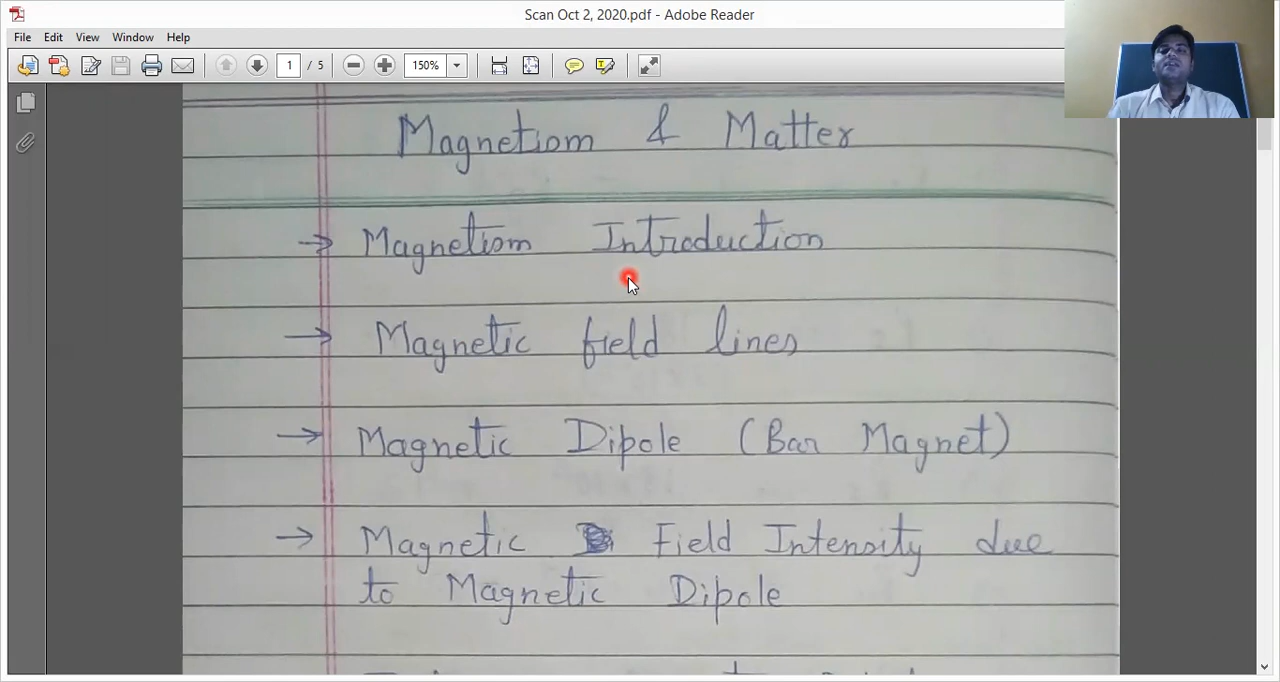 Scan Oct 2, 2020.pdf - Adobe Reader
File Edit View Window Help
1 / 5 150%
Magnetism & Matter
→ Magnetism Introduction
→ Magnetic field lines
→ Magnetic Dipole (Bar Magnet)
→ Magnetic Field Intensity due
to Magnetic Dipole